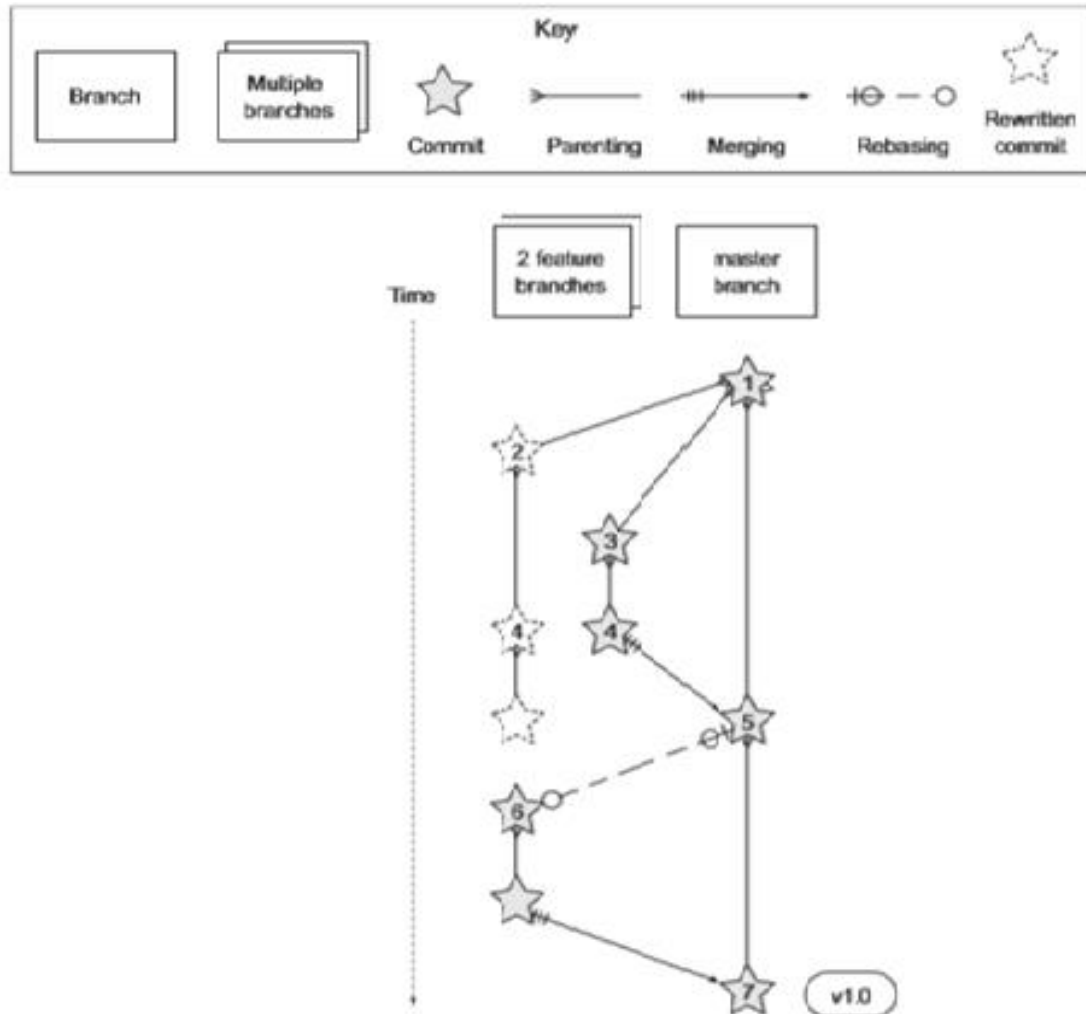 Key
Branch
Multiple
branches
Commit
Parenting
Merging
Rebasing
Rewritten
commit
2 feature
branches
master
branch
Time
1
2
3
4
4
5
6
7
v1.0